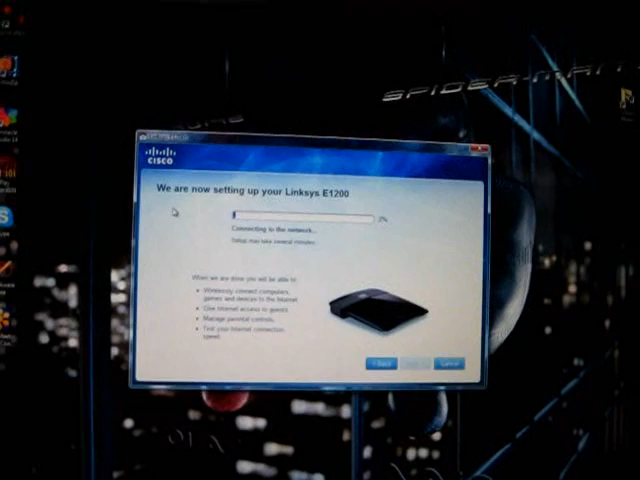 SPIDER-MAN
CISCO
We are now setting up your Linksys E1200
Connecting to the network...
Setup may take several minutes.
When we are done you will be able to:
• Wirelessly connect computers,
games and devices to the Internet
• Give Internet access to guests
• Manage parental controls
• Test your Internet connection
speed
Back
Cancel